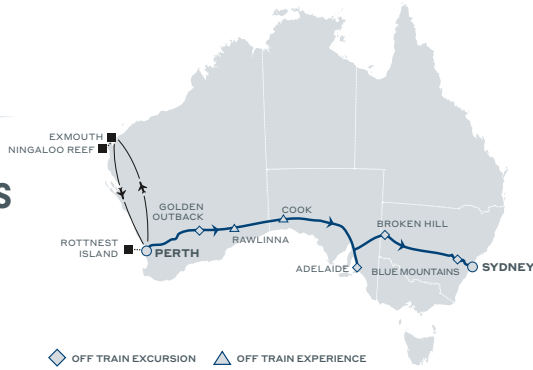 EXMOUTH
NINGALOO REEF
S
GOLDEN
OUTBACK
COOK
BROKEN HILL
RAWLINNA
ROTTNEST
ISLAND
PERTH
ADELAIDE
BLUE MOUNTAINS
SYDNEY
OFF TRAIN EXCURSION
OFF TRAIN EXPERIENCE